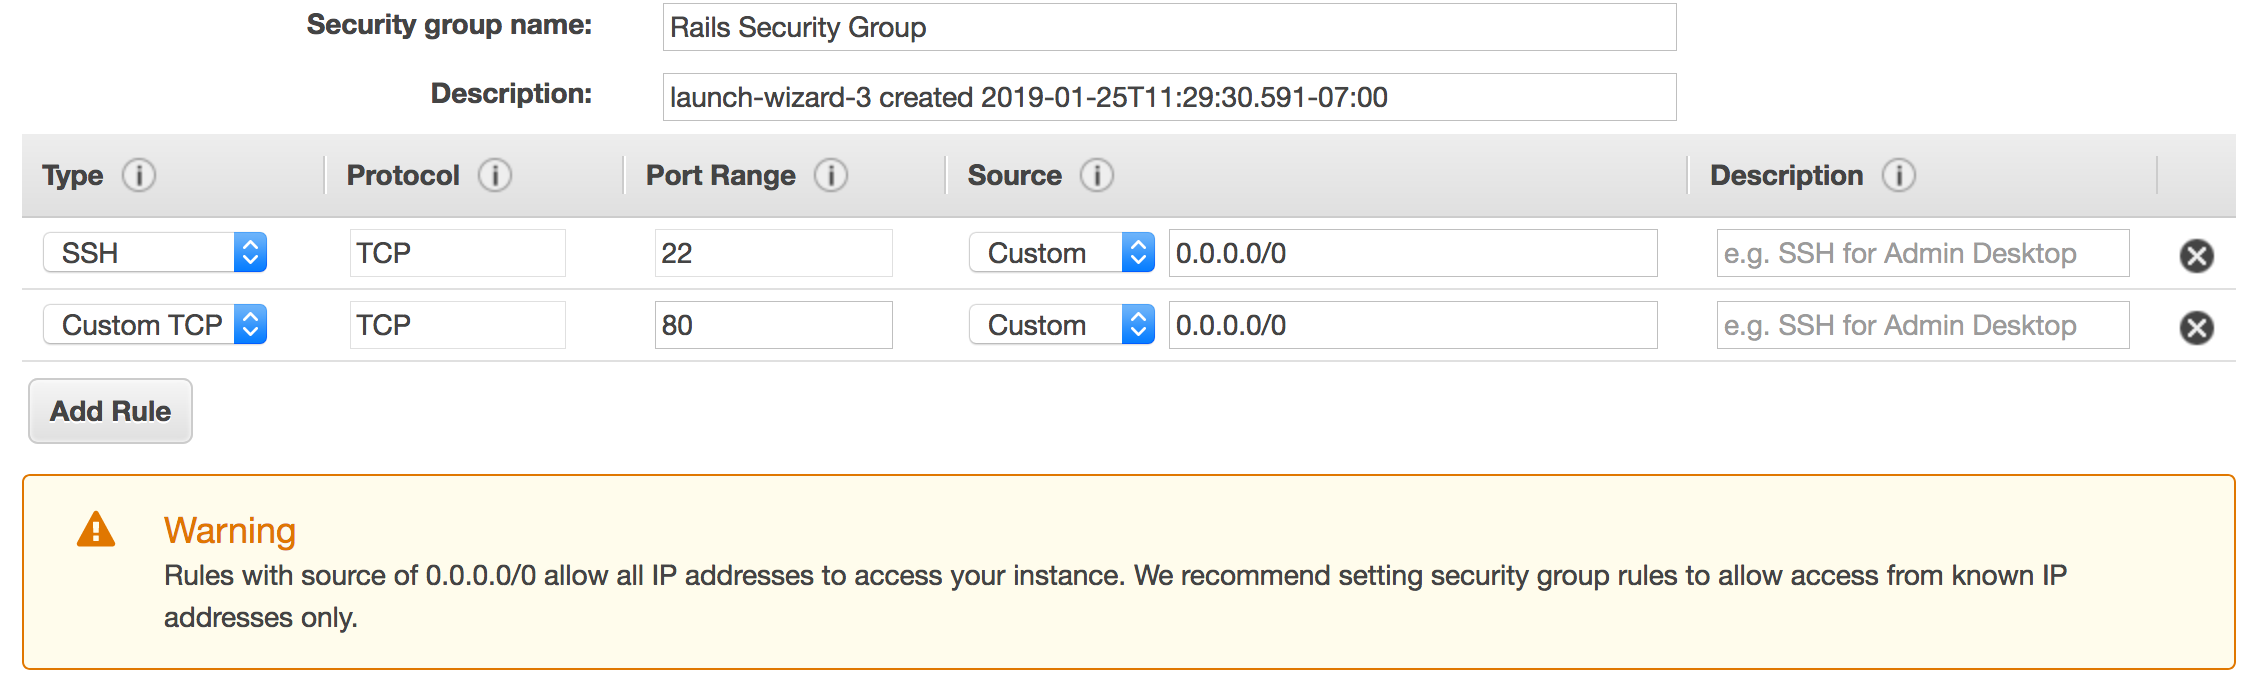 Security group name: Rails Security Group
Description: launch-wizard-3 created 2019-01-25T11:29:30.591-07:00
Type Protocol Port Range Source Description
SSH TCP 22 Custom 0.0.0.0/0 e.g. SSH for Admin Desktop
Custom TCP TCP 80 Custom 0.0.0.0/0 e.g. SSH for Admin Desktop
Add Rule
Warning
Rules with source of 0.0.0.0/0 allow all IP addresses to access your instance. We recommend setting security group rules to allow access from known IP
addresses only.